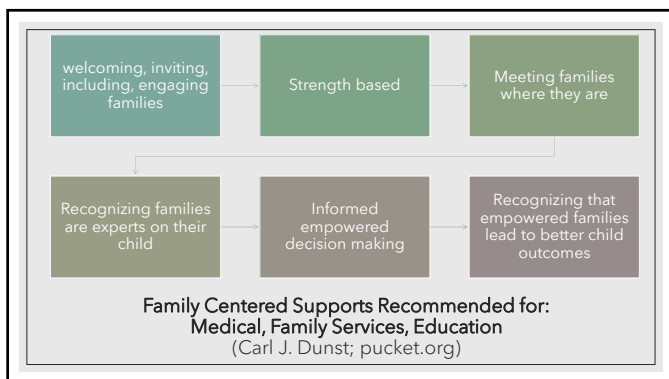 welcoming, inviting,
including, engaging
families
Strength based
Meeting families
where they are
Recognizing families
are experts on their
child
Informed
empowered
decision making
Recognizing that
empowered families
lead to better child
outcomes
Family Centered Supports Recommended for:
Medical, Family Services, Education
(Carl J. Dunst; pucket.org)